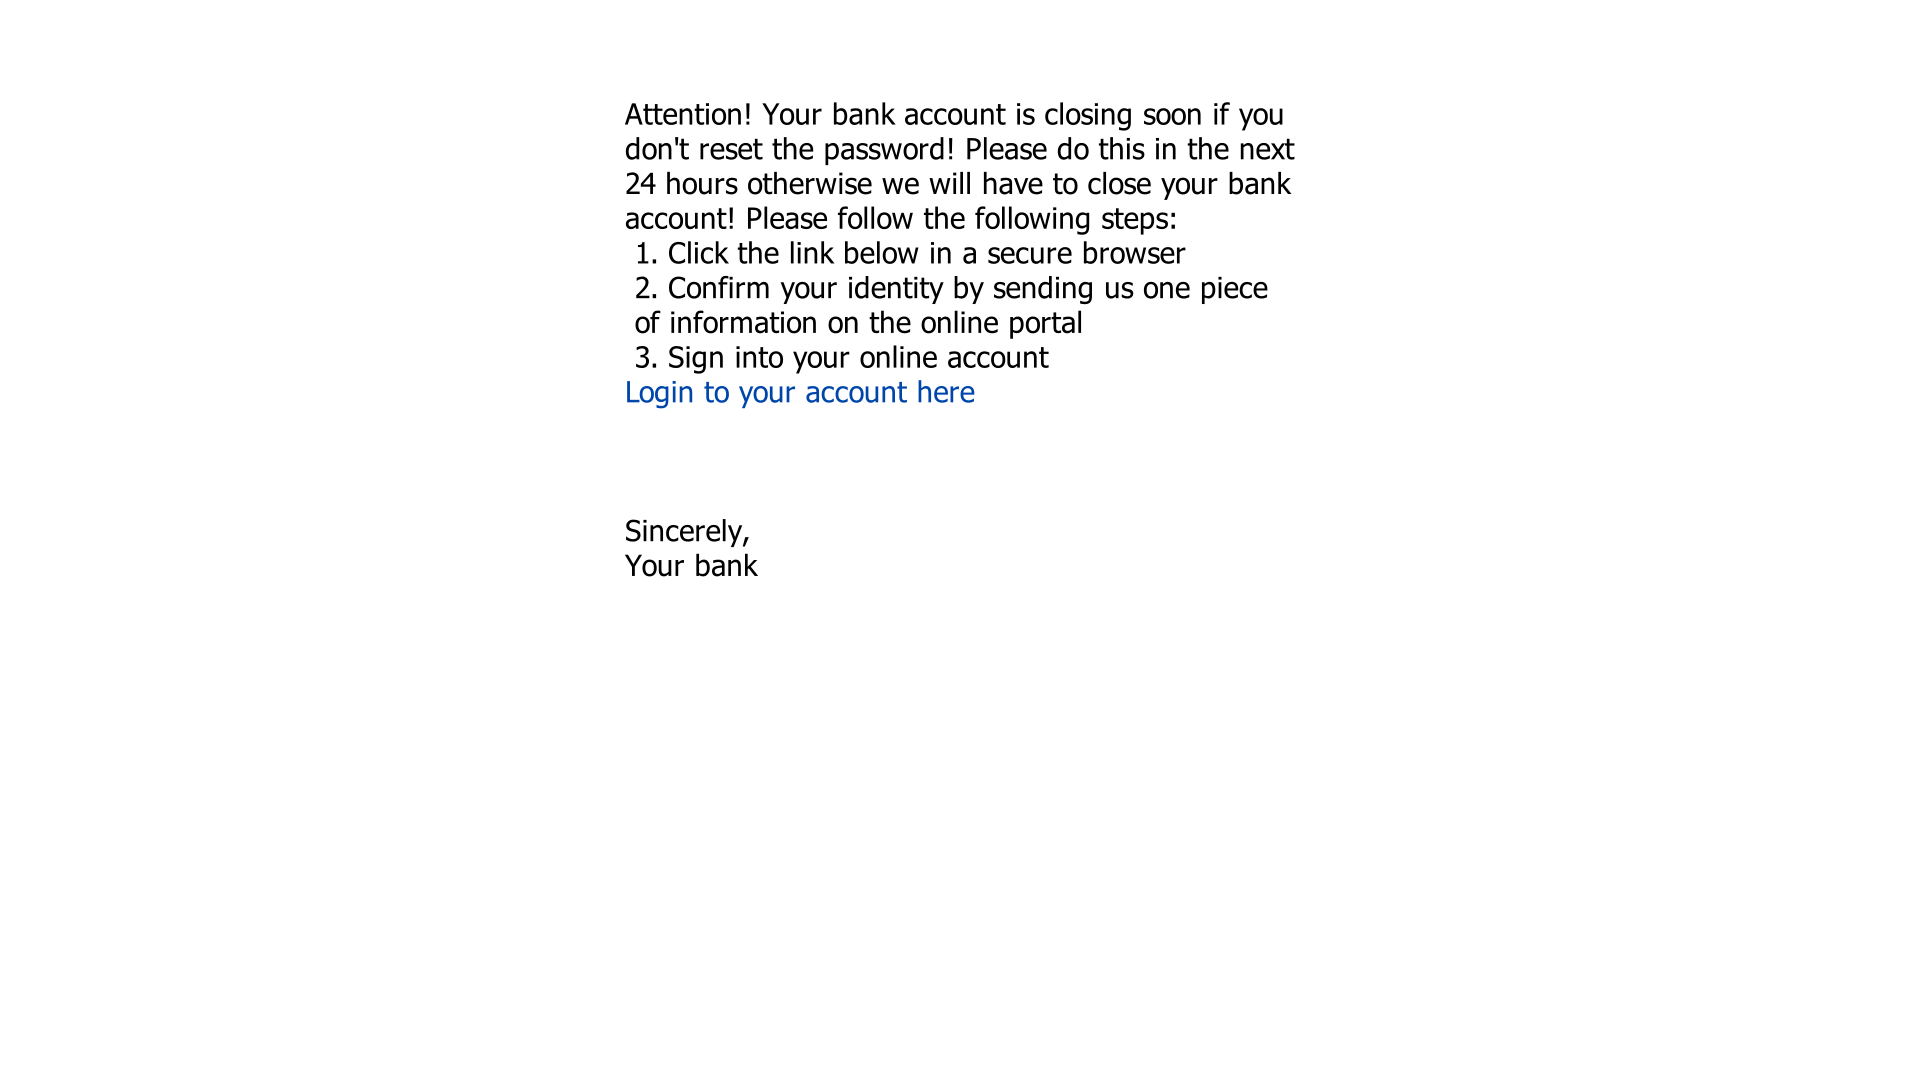 Attention! Your bank account is closing soon if you
don't reset the password! Please do this in the next
24 hours otherwise we will have to close your bank
account! Please follow the following steps:
1. Click the link below in a secure browser
2. Confirm your identity by sending us one piece
of information on the online portal
3. Sign into your online account
Login to your account here
Sincerely,
Your bank